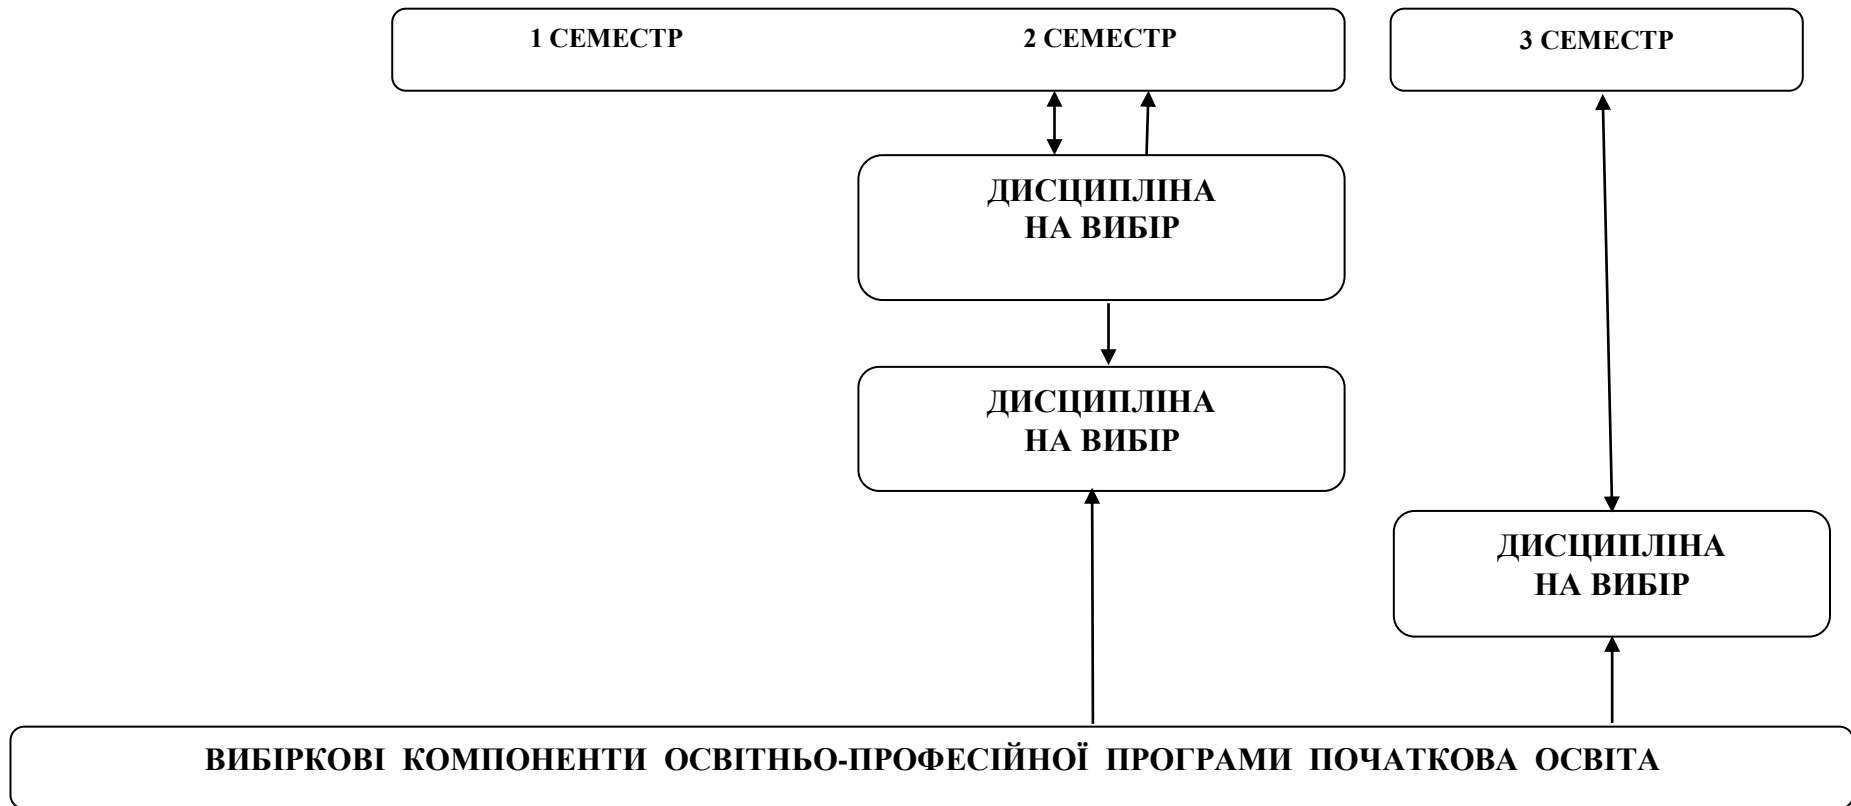 1 СЕМЕСТР
2 СЕМЕСТР
3 СЕМЕСТР
ДИСЦИПЛІНА
НА ВИБІР
ДИСЦИПЛІНА
НА ВИБІР
ДИСЦИПЛІНА
НА ВИБІР
ВИБІРКОВІ КОМПОНЕНТИ ОСВІТНЬО-ПРОФЕСІЙНОЇ ПРОГРАМИ ПОЧАТКОВА ОСВІТА